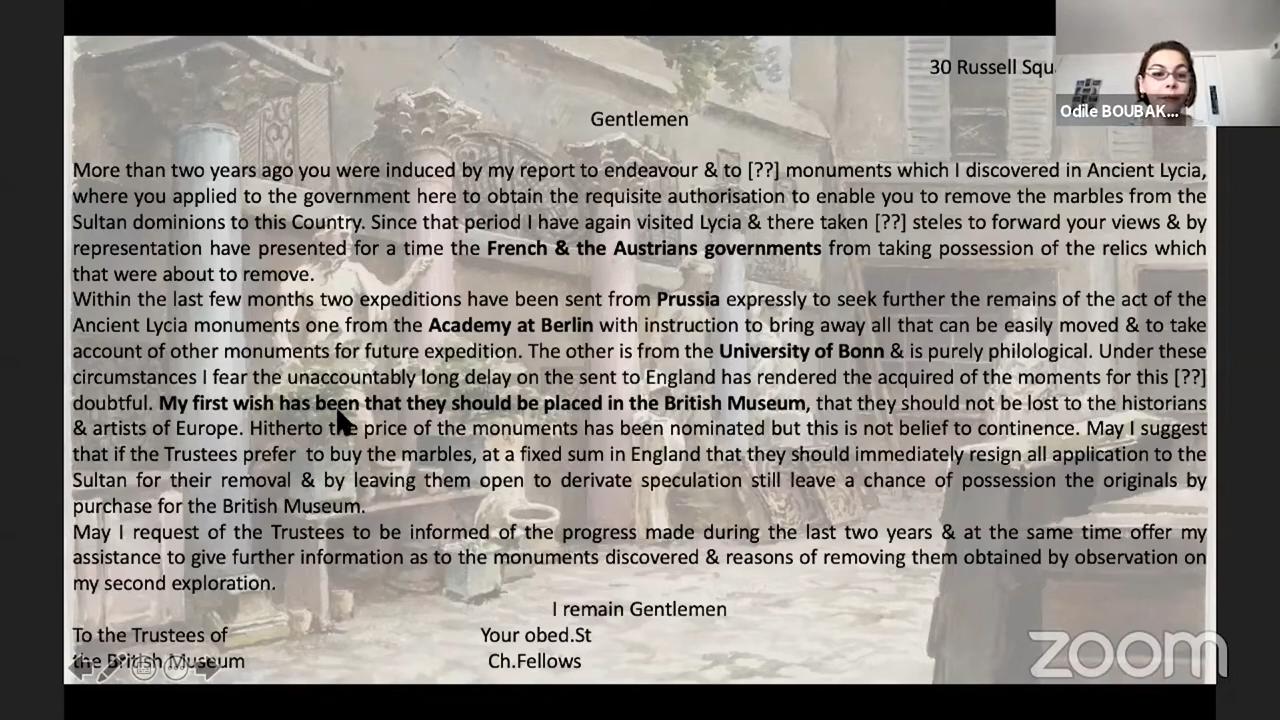 30 Russell Squ
Odile BOUBAK...
Gentlemen
More than two years ago you were induced by my report to endeavour & to [??] monuments which I discovered in Ancient Lycia,
where you applied to the government here to obtain the requisite authorisation to enable you to remove the marbles from the
Sultan dominions to this Country. Since that period I have again visited Lycia & there taken [??] steles to forward your views & by
representation have presented for a time the French & the Austrians governments from taking possession of the relics which
that were about to remove.
Within the last few months two expeditions have been sent from Prussia expressly to seek further the remains of the act of the
Ancient Lycia monuments one from the Academy at Berlin with instruction to bring away all that can be easily moved & to take
account of other monuments for future expedition. The other is from the University of Bonn & is purely philological. Under these
circumstances I fear the unaccountably long delay on the sent to England has rendered the acquired of the moments for this [??]
doubtful. My first wish has been that they should be placed in the British Museum, that they should not be lost to the historians
& artists of Europe. Hitherto the price of the monuments has been nominated but this is not belief to continence. May I suggest
that if the Trustees prefer to buy the marbles, at a fixed sum in England that they should immediately resign all application to the
Sultan for their removal & by leaving them open to derivate speculation still leave a chance of possession the originals by
purchase for the British Museum.
May I request of the Trustees to be informed of the progress made during the last two years & at the same time offer my
assistance to give further information as to the monuments discovered & reasons of removing them obtained by observation on
my second exploration.
I remain Gentlemen
To the Trustees of Your obed.St
the British Museum Ch.Fellows
zoom